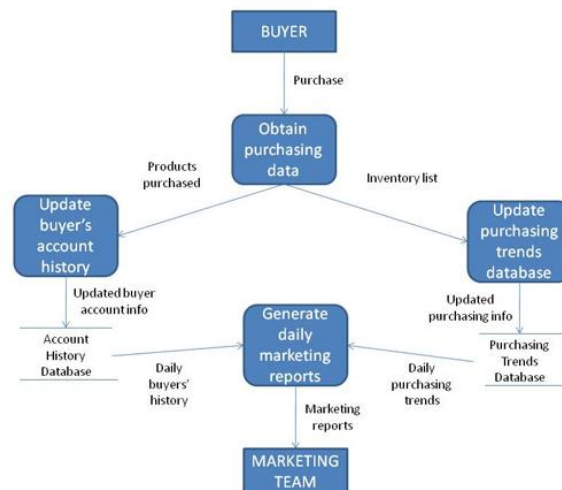 BUYER
Purchase
Obtain
purchasing
data
Products
purchased
Inventory list
Update
buyer's
account
history
Update
purchasing
trends
database
Updated buyer
account info
Updated
purchasing info
Generate
daily
marketing
reports
Account
History
Database
Purchasing
Trends
Database
Daily
buyers'
history
Daily
purchasing
trends
Marketing
reports
MARKETING
TEAM